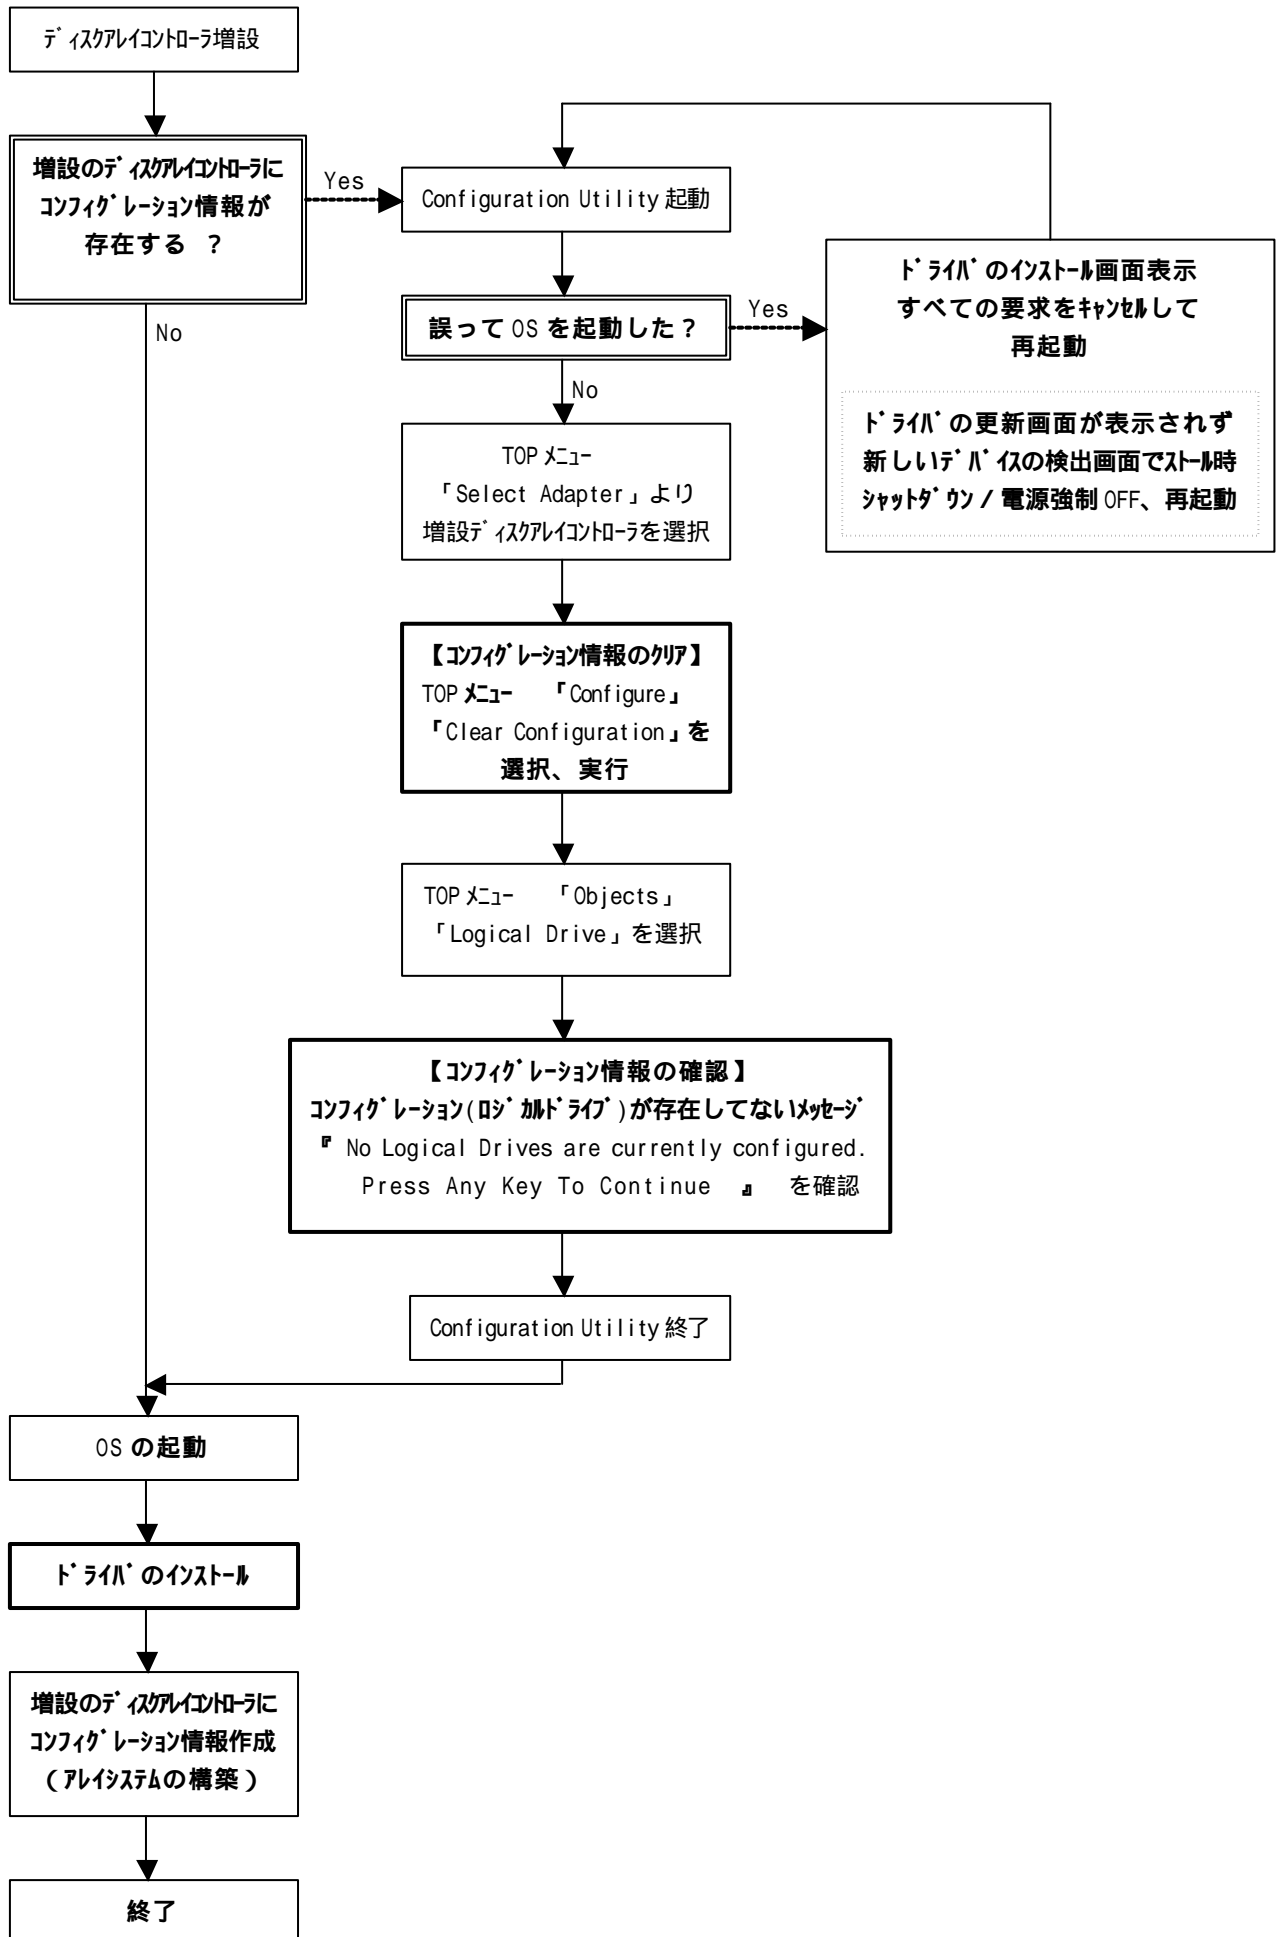 ディスクアレイコントローラ増設
増設のディスクアレイコントローラに
コンフィグレーション情報が
存在する ?
Yes
No
Configuration Utility 起動
誤って OS を起動した?
Yes
No
ドライバのインストール画面表示
すべての要求をキャンセルして
再起動
ドライバの更新画面が表示されず
新しいデバイスの検出画面でストール時
シャットダウン / 電源強制 OFF、再起動
TOP メニュー
「Select Adapter」より
増設ディスクアレイコントローラを選択
【コンフィグレーション情報のクリア】
TOP メニュー 「Configure」
「Clear Configuration」を
選択、実行
TOP メニュー 「Objects」
「Logical Drive」を選択
【コンフィグレーション情報の確認】
コンフィグレーション(ロジカルドライブ)が存在してないメッセージ
『 No Logical Drives are currently configured.
Press Any Key To Continue 』 を確認
Configuration Utility 終了
OS の起動
ドライバのインストール
増設のディスクアレイコントローラに
コンフィグレーション情報作成
(アレイシステムの構築)
終了